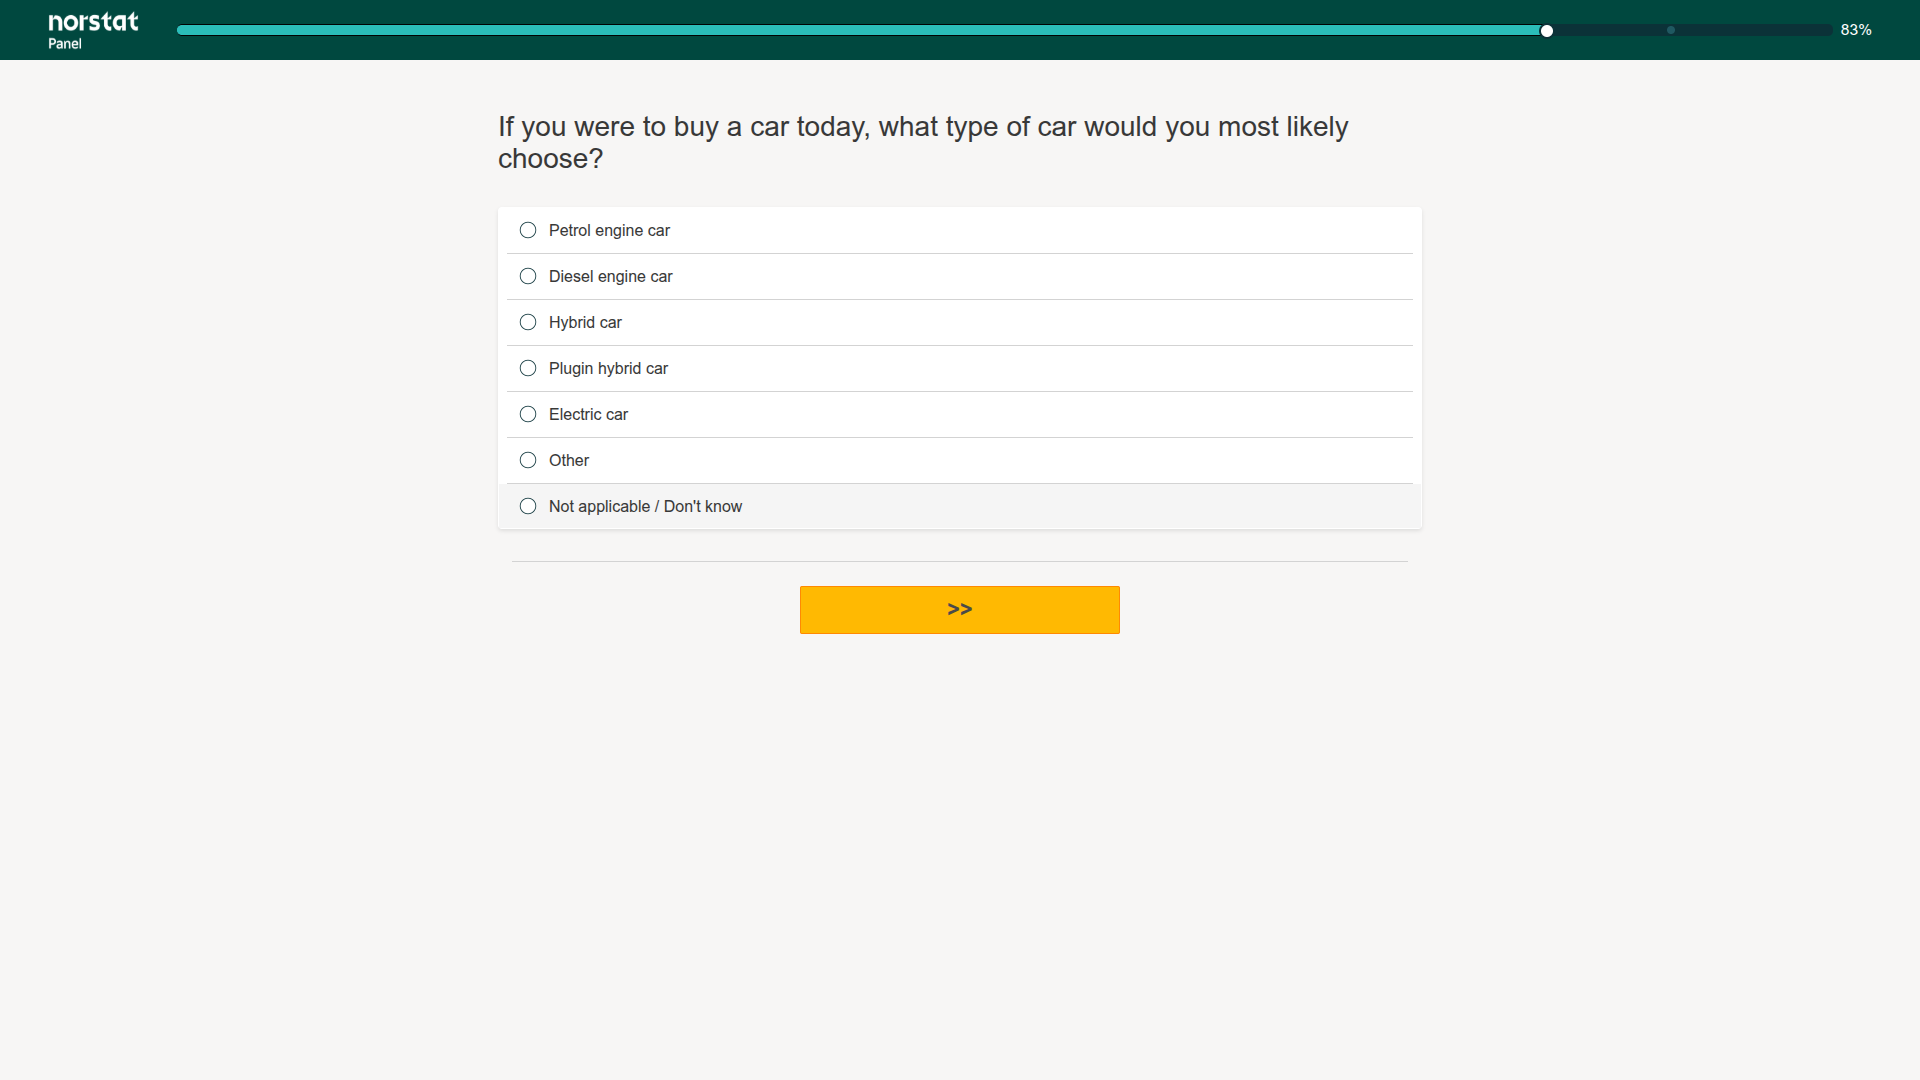 norstat
Panel
83%
If you were to buy a car today, what type of car would you most likely
choose?
Petrol engine car
Diesel engine car
Hybrid car
Plugin hybrid car
Electric car
Other
Not applicable / Don't know
>>